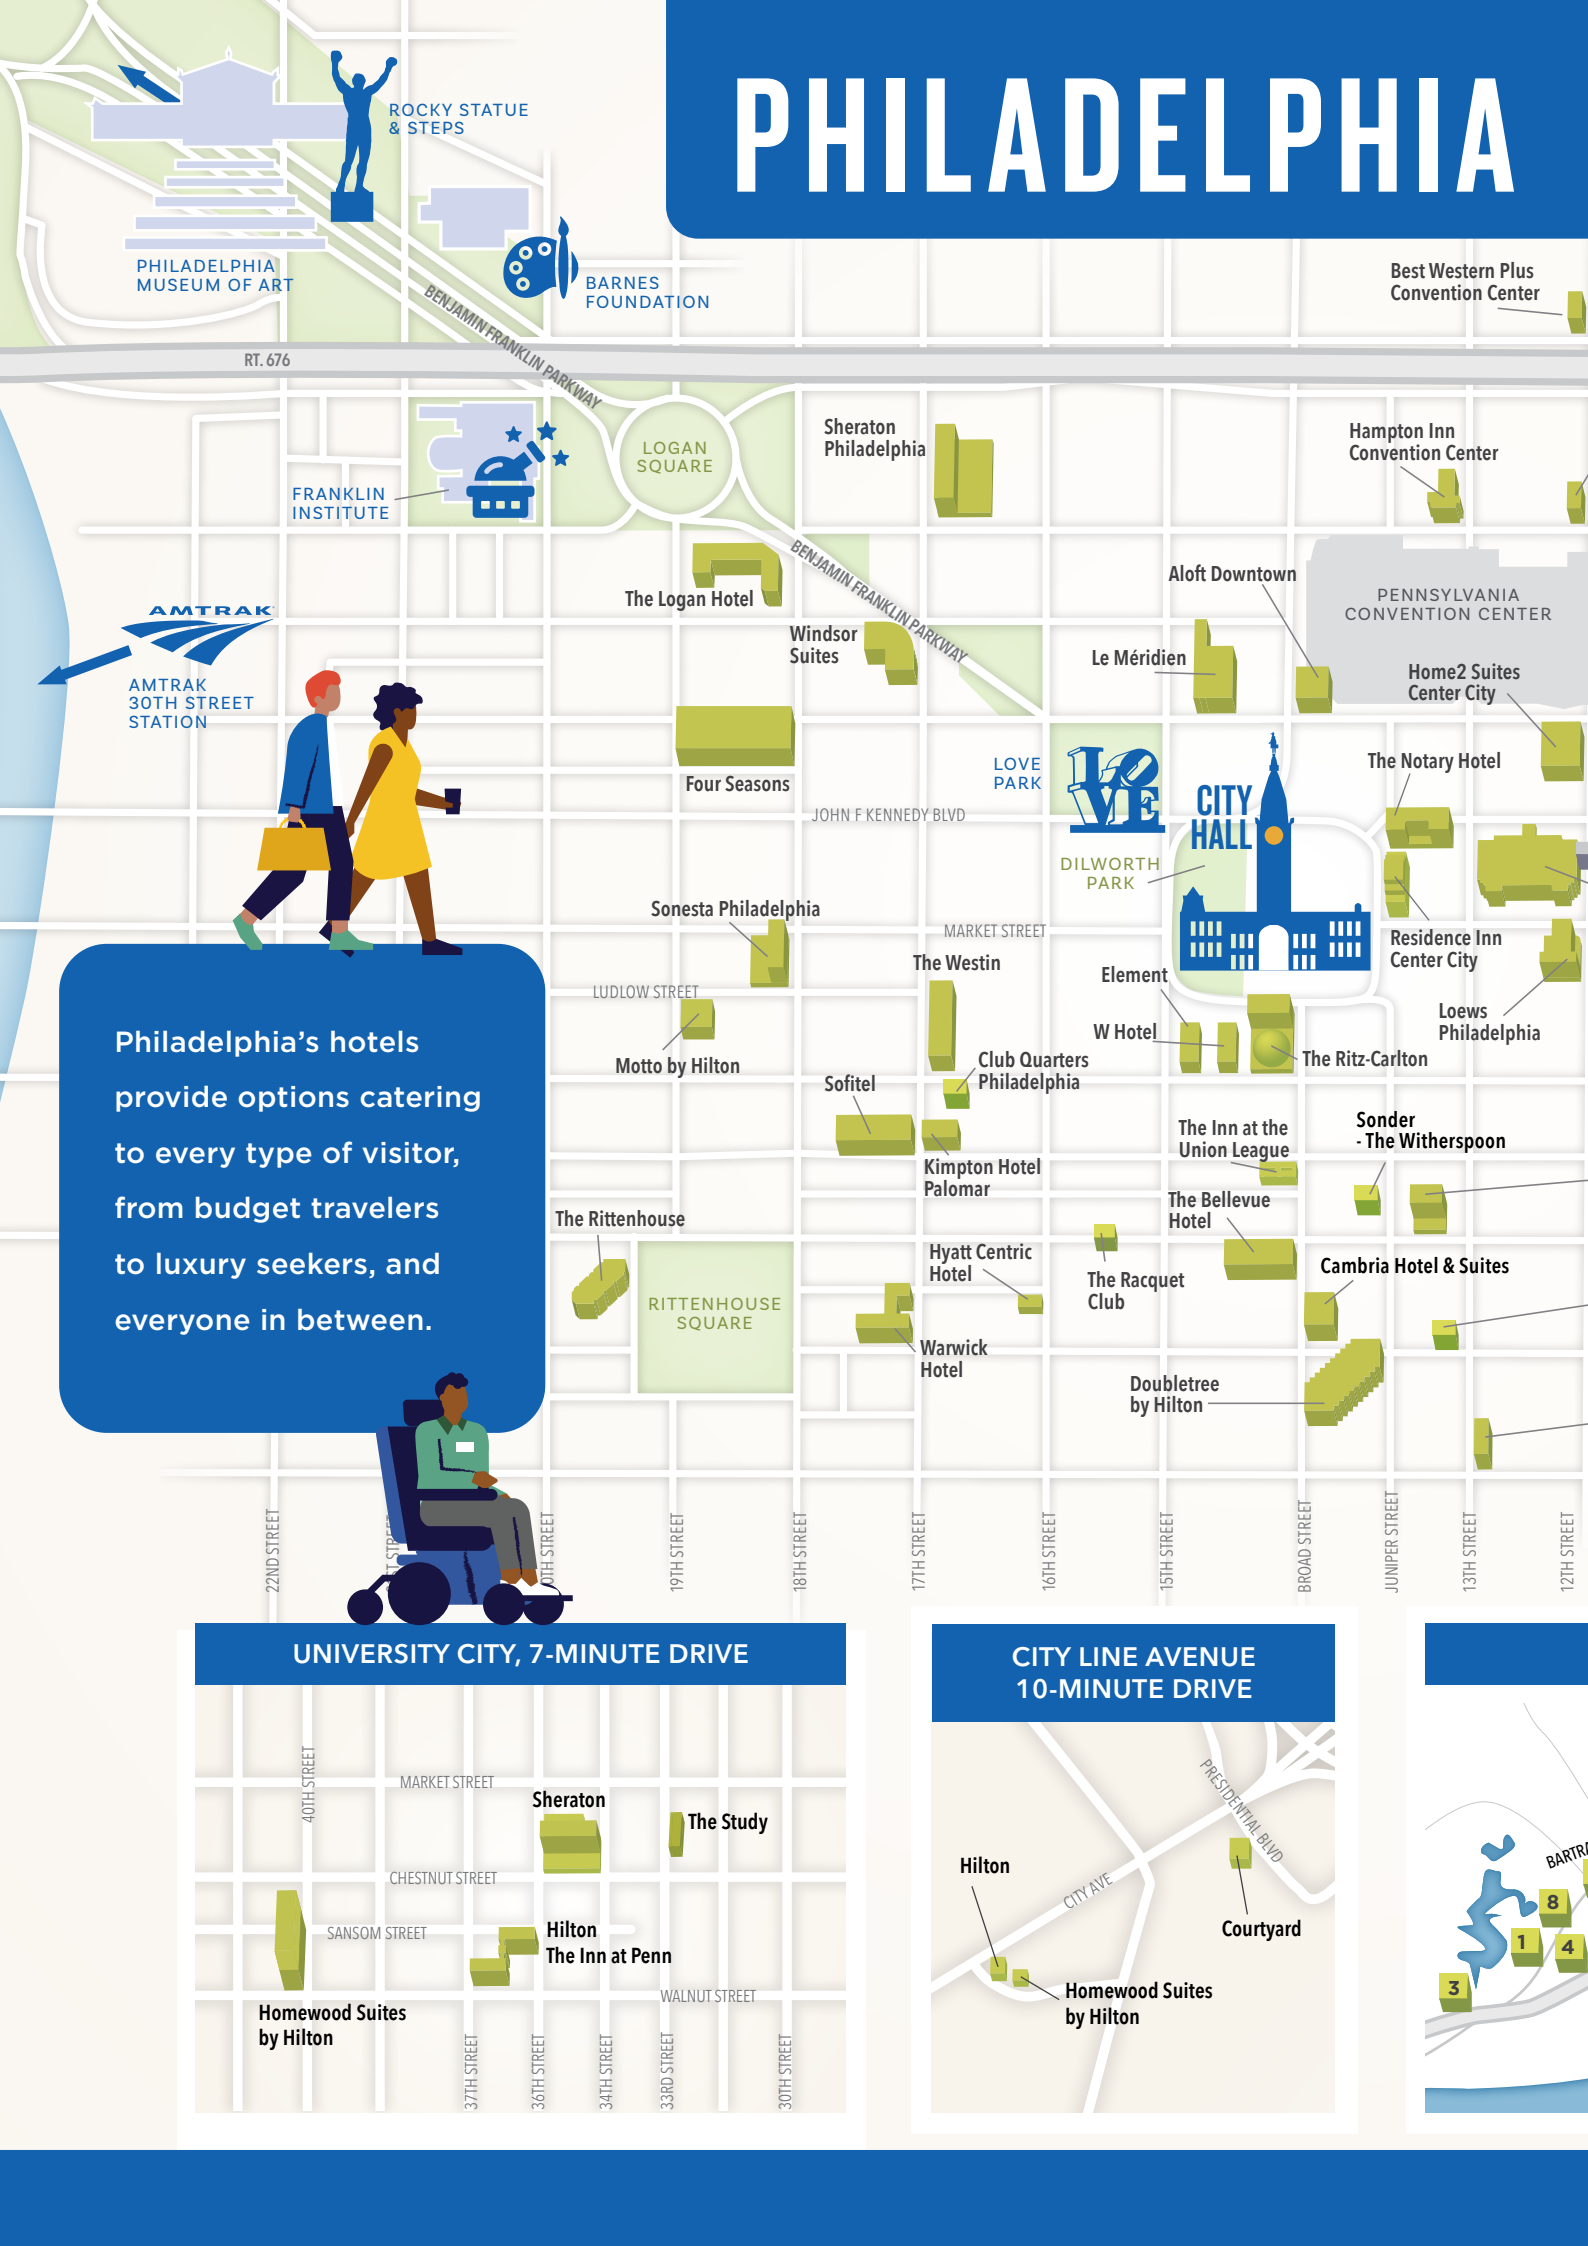 PHILADELPHIA
ROCKY STATUE
& STEPS
PHILADELPHIA
MUSEUM OF ART
BARNES
FOUNDATION
BENJAMIN FRANKLIN PARKWAY
RT. 676
Best Western Plus
Convention Center
LOGAN
SQUARE
FRANKLIN
INSTITUTE
Sheraton
Philadelphia
Hampton Inn
Convention Center
The Logan Hotel
BENJAMIN FRANKLIN PARKWAY
Windsor
Suites
Aloft Downtown
PENNSYLVANIA
CONVENTION CENTER
Le Méridien
Home2 Suites
Center City
AMTRAK
AMTRAK
30TH STREET
STATION
Four Seasons
LOVE
PARK
LOVE
CITY
HALL
The Notary Hotel
JOHN F KENNEDY BLVD
DILWORTH
PARK
Sonesta Philadelphia
MARKET STREET
Residence Inn
Center City
The Westin
Element
LUDLOW STREET
Loews
Philadelphia
W Hotel
The Ritz-Carlton
Motto by Hilton
Club Quarters
Philadelphia
Sofitel
Kimpton Hotel
Palomar
The Inn at the
Union League
Sonder
- The Witherspoon
The Bellevue
Hotel
The Rittenhouse
Hyatt Centric
Hotel
The Racquet
Club
Cambria Hotel & Suites
RITTENHOUSE
SQUARE
Warwick
Hotel
Doubletree
by Hilton
Philadelphia’s hotels
provide options catering
to every type of visitor,
from budget travelers
to luxury seekers, and
everyone in between.
22ND STREET
19TH STREET
18TH STREET
17TH STREET
16TH STREET
15TH STREET
BROAD STREET
JUNIPER STREET
13TH STREET
12TH STREET
UNIVERSITY CITY, 7-MINUTE DRIVE
40TH STREET
MARKET STREET
Sheraton
The Study
CHESTNUT STREET
SANSOM STREET
Hilton
The Inn at Penn
WALNUT STREET
Homewood Suites
by Hilton
37TH STREET
36TH STREET
34TH STREET
33RD STREET
30TH STREET
CITY LINE AVENUE
10-MINUTE DRIVE
PRESIDENTIAL BLVD
Hilton
CITY AVE
Courtyard
Homewood Suites
by Hilton
8
1
4
3